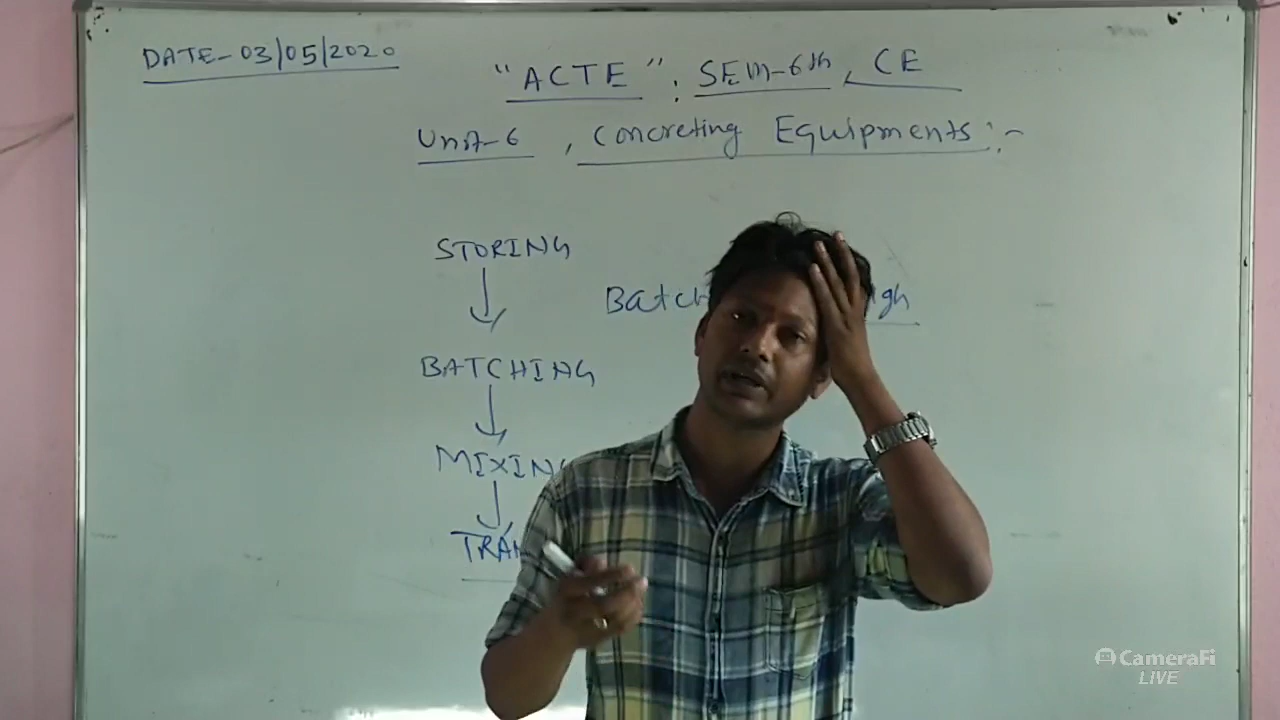 DATE-03/05/2020
"ACTE", SEM-6th, CE
Unit-6, Concreting Equipments:-
STORING
BATCHING
MIXING
CameraFi
LIVE